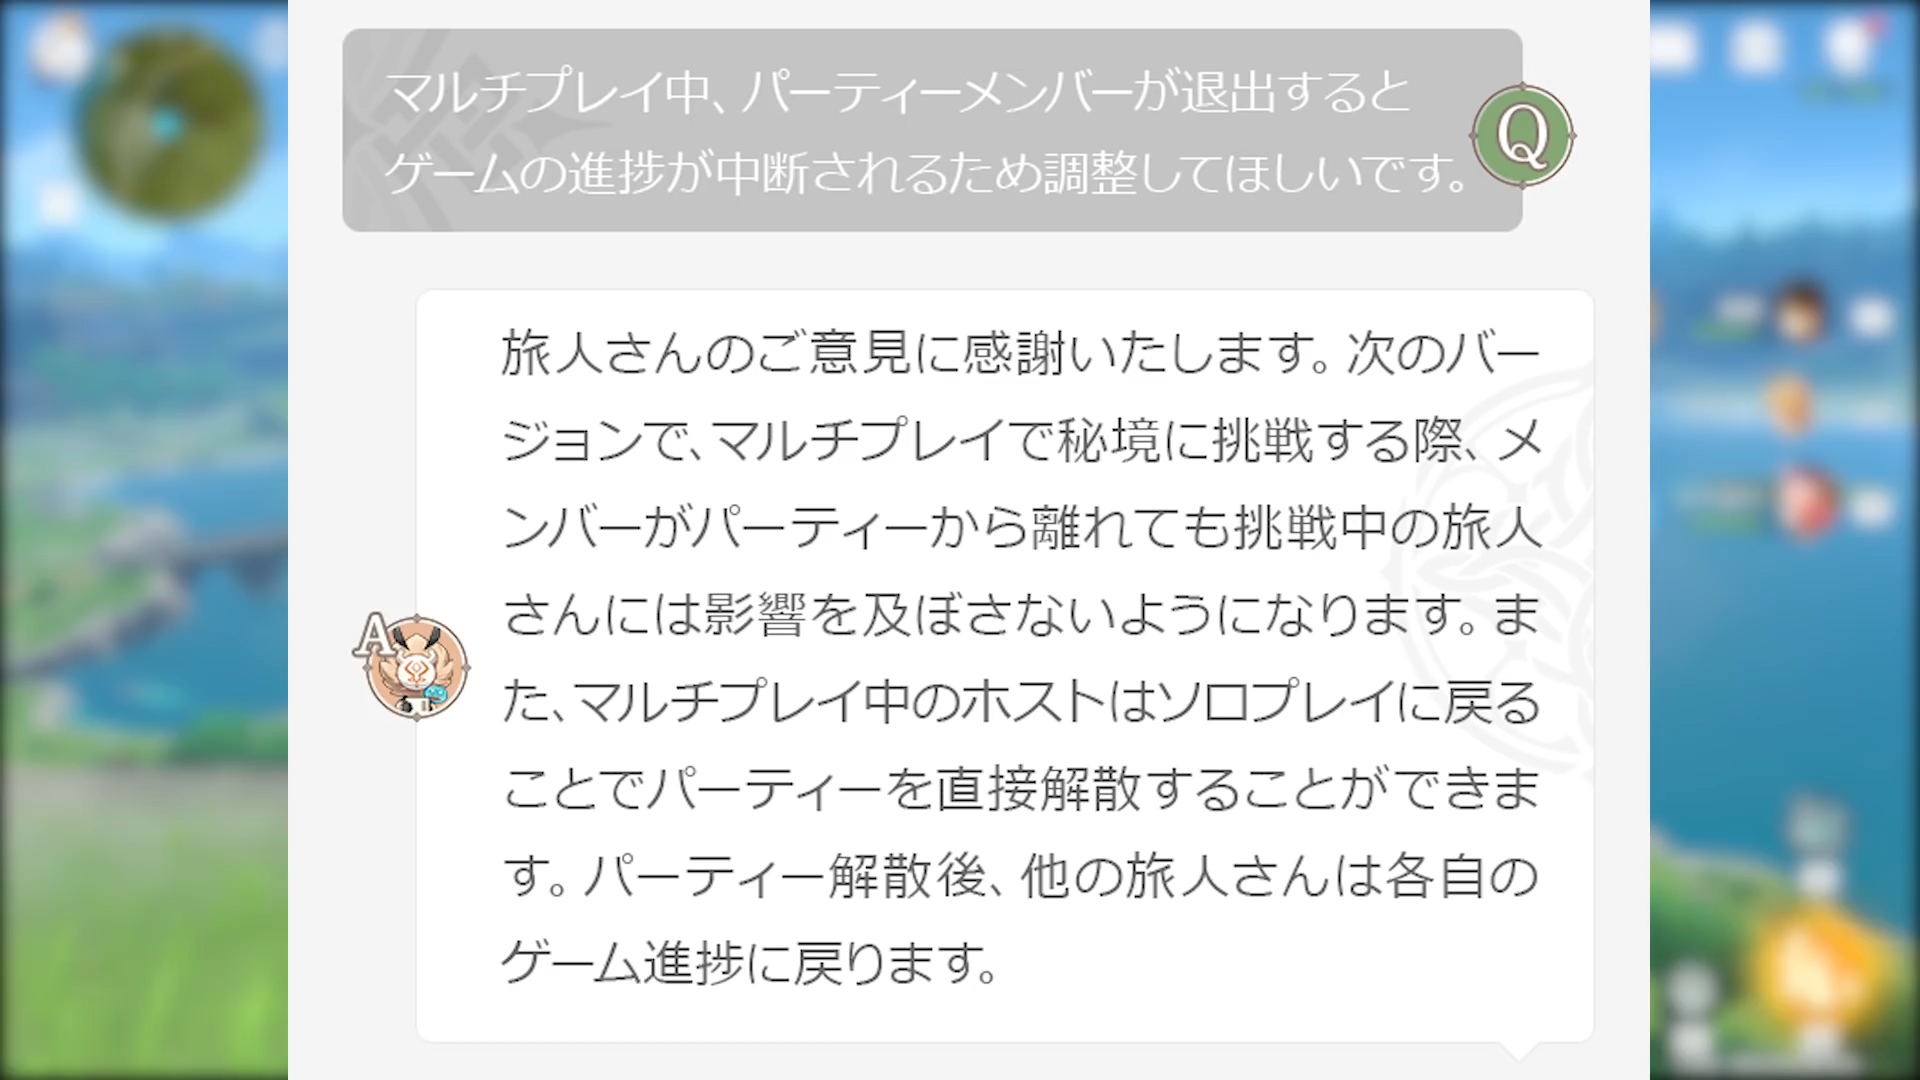 マルチプレイ中、パーティーメンバーが退出すると
ゲームの進捗が中断されるため調整してほしいです。
Q
旅人さんのご意見に感謝いたします。次のバー
ジョンで、マルチプレイで秘境に挑戦する際、メ
ンバーがパーティーから離れても挑戦中の旅人
さんには影響を及ぼさないようになります。ま
た、マルチプレイ中のホストはソロプレイに戻る
ことでパーティーを直接解散することができま
す。パーティー解散後、他の旅人さんは各自の
ゲーム進捗に戻ります。
A